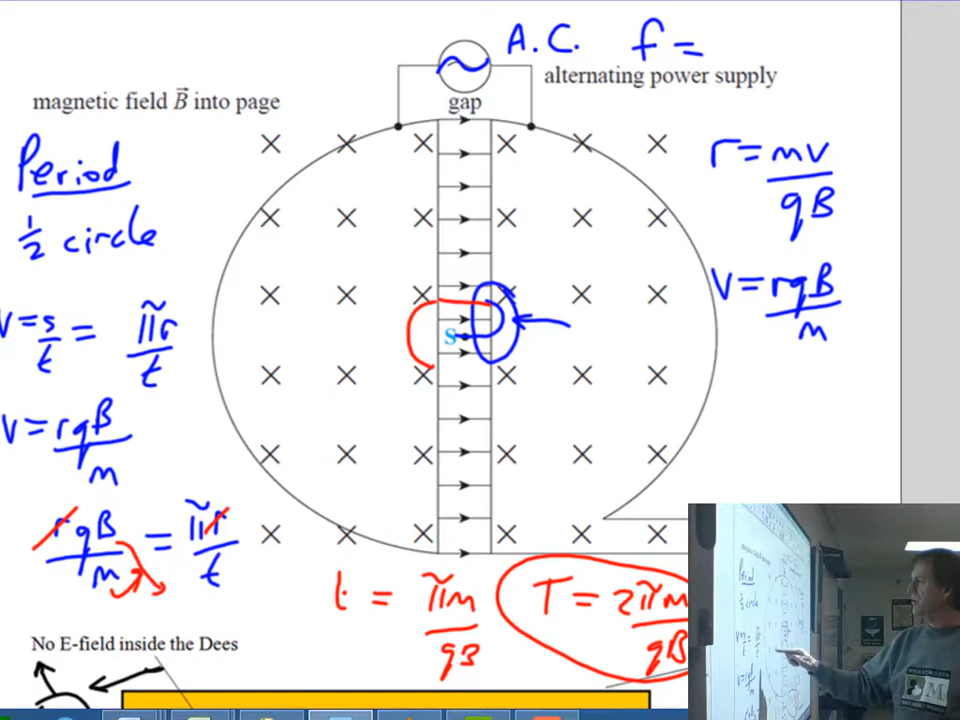 A.C. f =
alternating power supply
magnetic field B⃗ into page
gap
Period
½ circle
r = mv/qB
v = rqB/m
v = s/t = πr/t
v = rqB/m
rqB/m = πr/t
S
t = πm/qB
T = 2πm/qB
No E-field inside the Dees